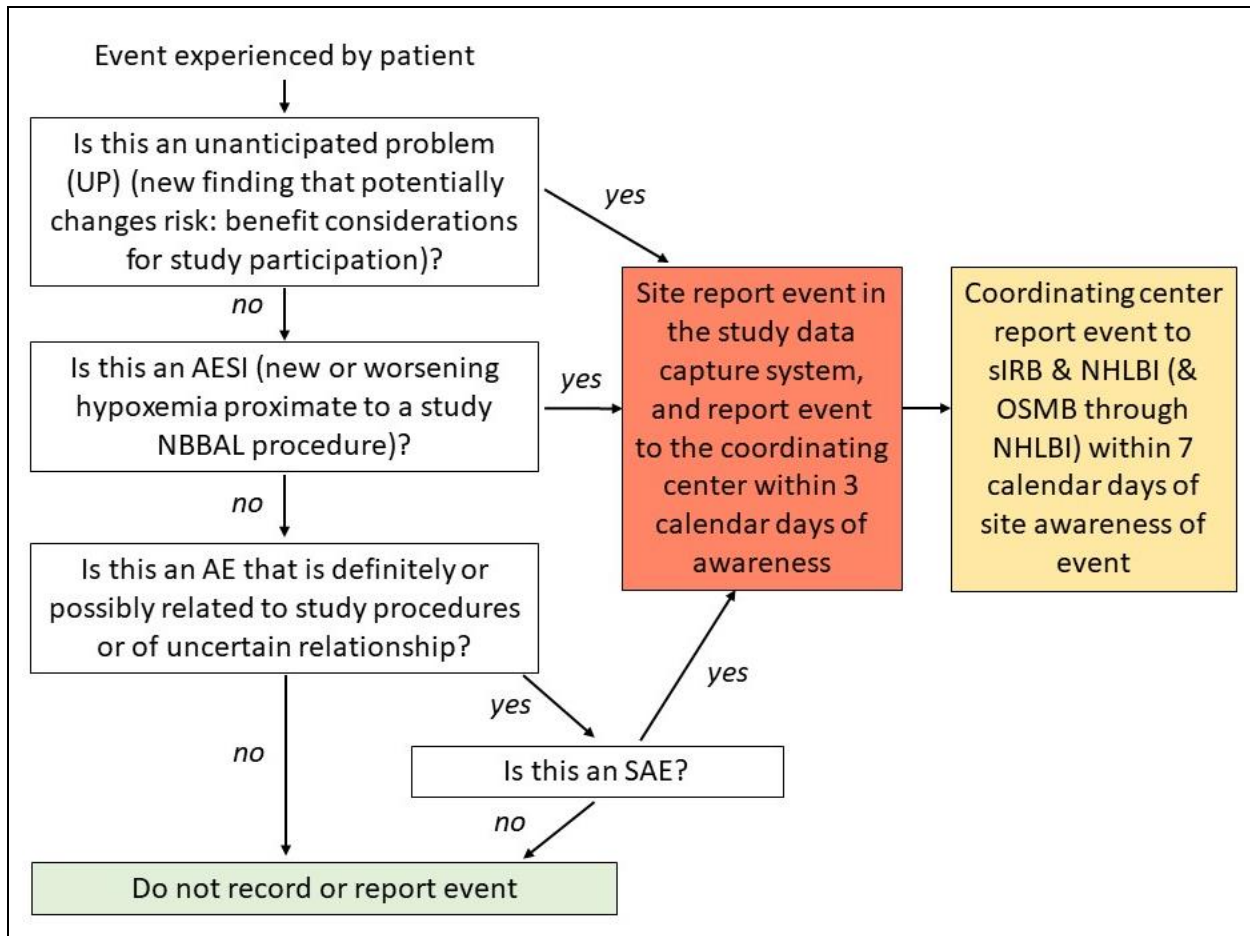 Event experienced by patient
Is this an unanticipated problem
(UP) (new finding that potentially
changes risk: benefit considerations
for study participation)?
yes
no
Is this an AESI (new or worsening
hypoxemia proximate to a study
NBBAL procedure)?
yes
no
Is this an AE that is definitely or
possibly related to study procedures
or of uncertain relationship?
yes
no
Is this an SAE?
yes
no
Do not record or report event
Site report event in
the study data
capture system,
and report event
to the coordinating
center within 3
calendar days of
awareness
Coordinating center
report event to
sIRB & NHLBI (&
OSMB through
NHLBI) within 7
calendar days of
site awareness of
event